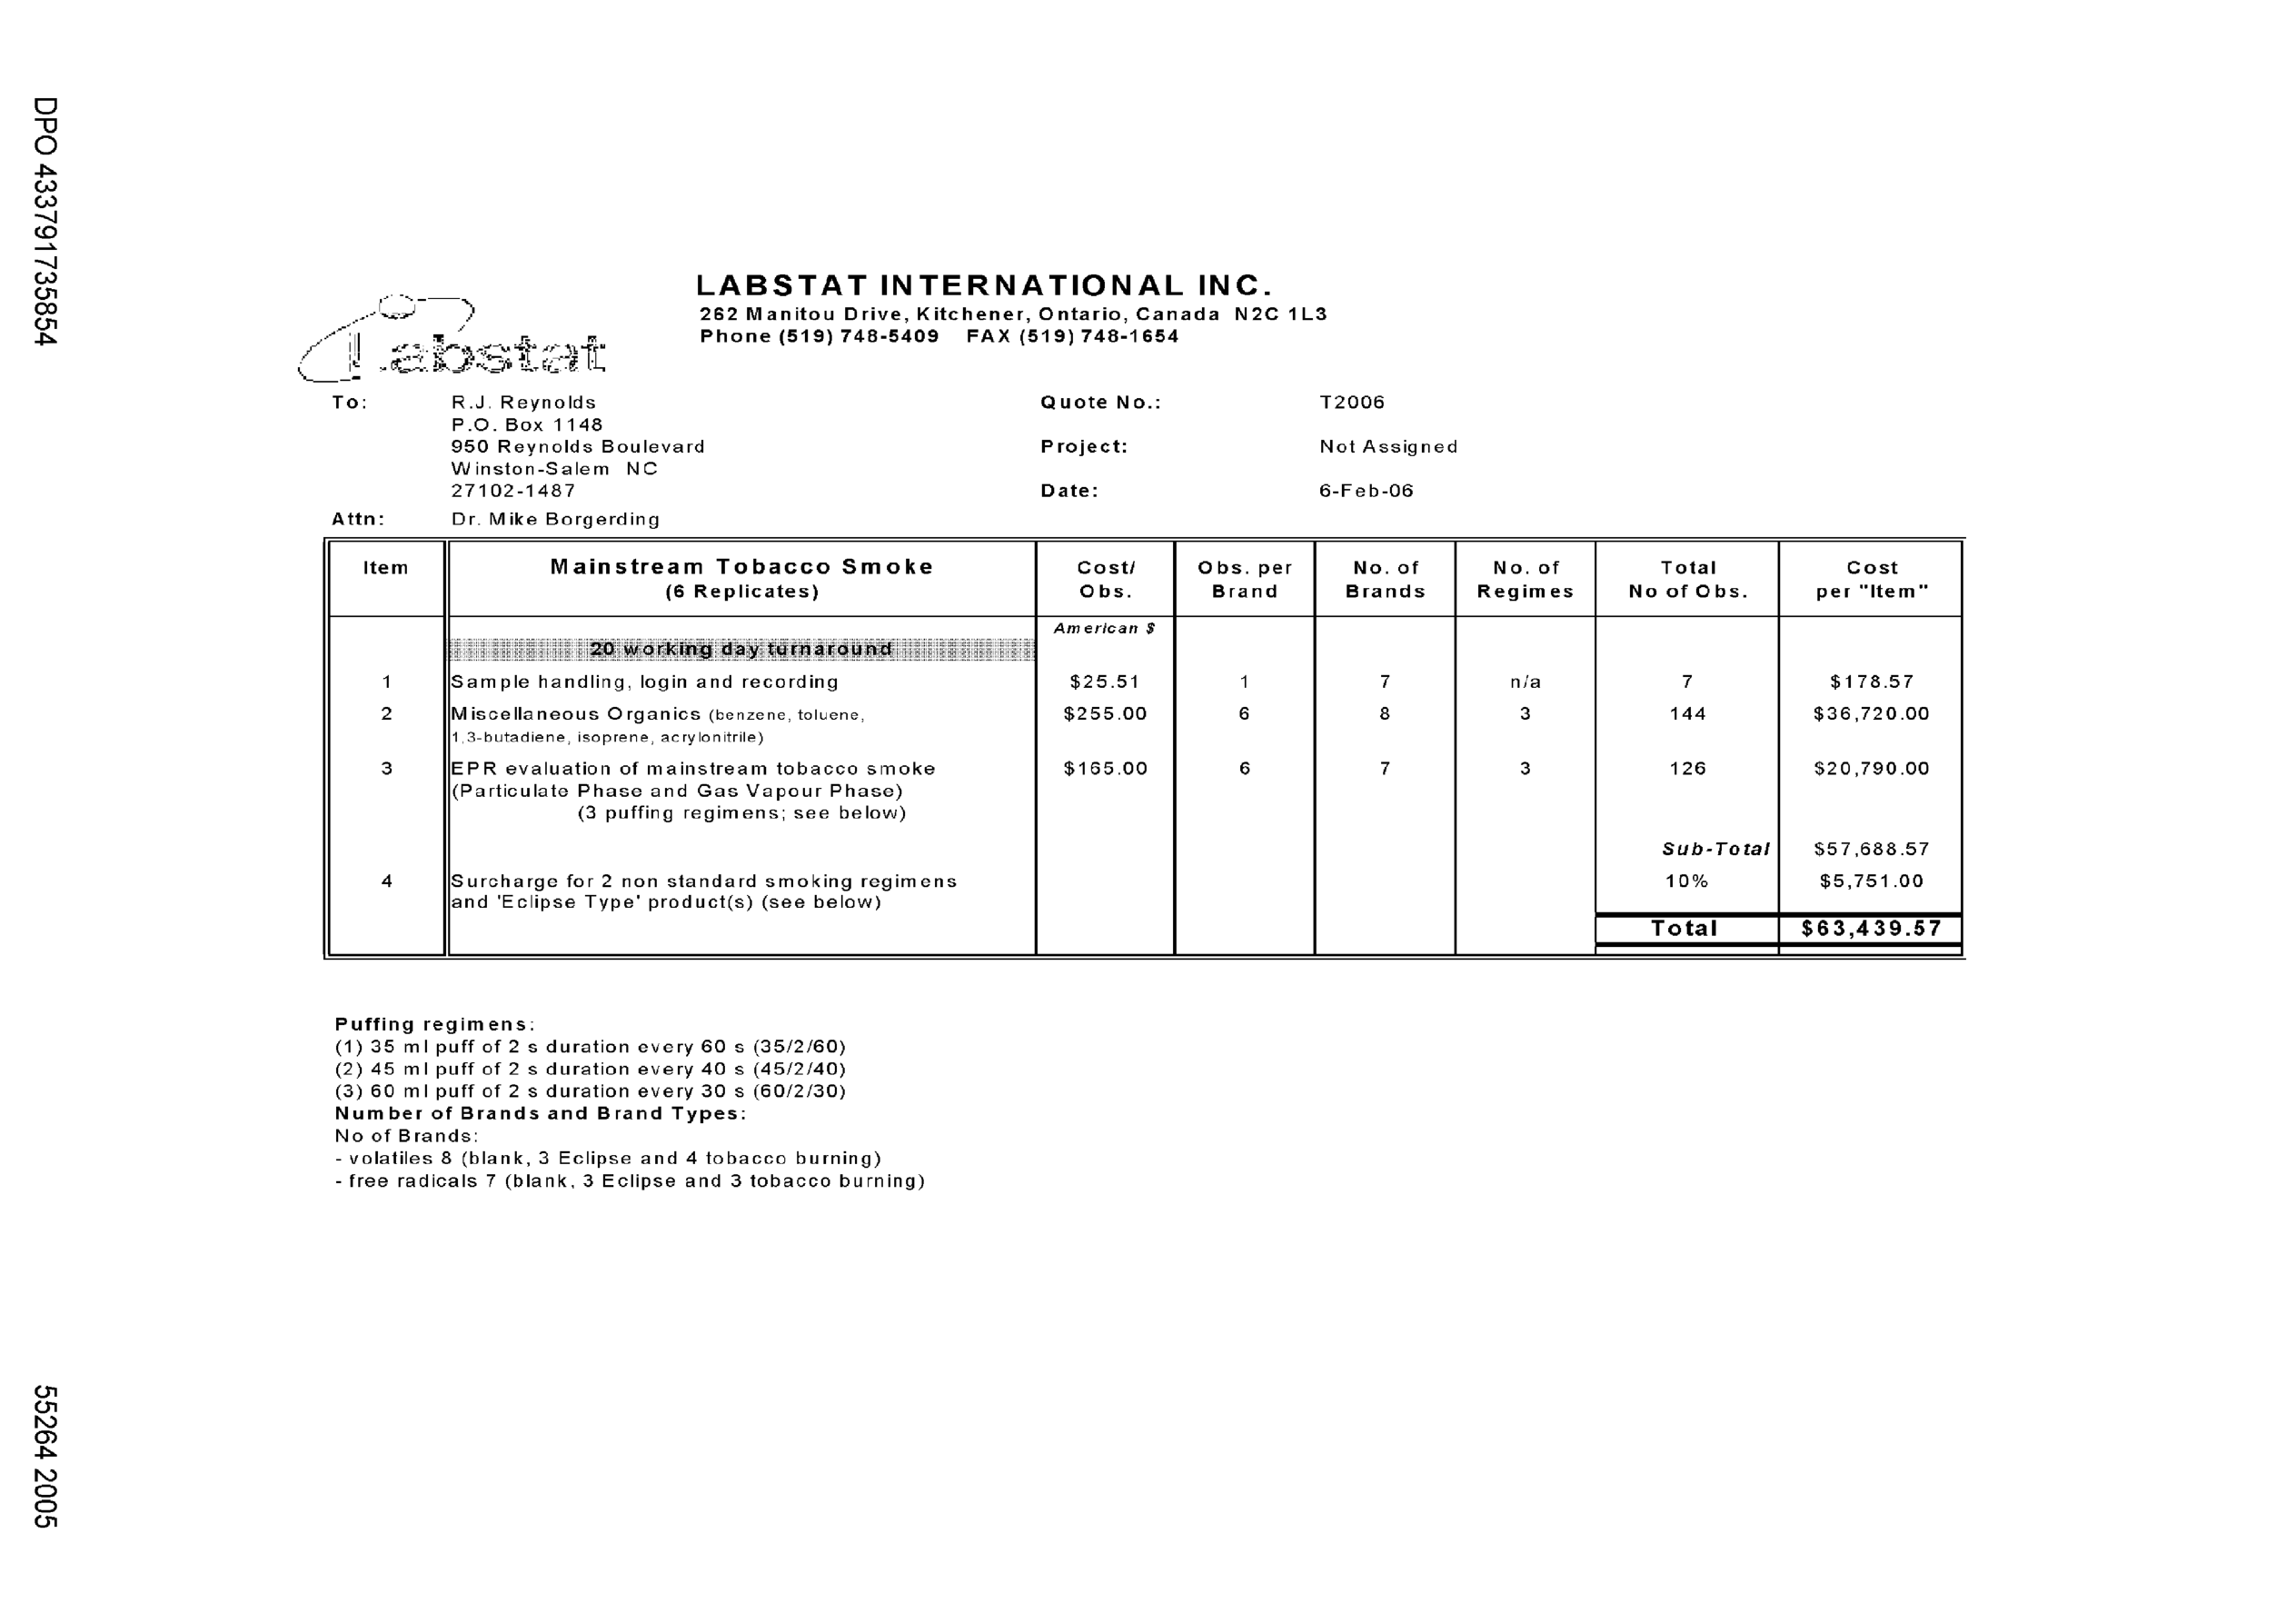 DPO 433791735854
LABSTAT INTERNATIONAL INC.
262 Manitou Drive, Kitchener, Ontario, Canada N2C 1L3
Phone (519) 748-5409 FAX (519) 748-1654
Labstat
To: R.J. Reynolds Quote No.: T2006
P.O. Box 1148
950 Reynolds Boulevard Project: Not Assigned
Winston-Salem NC
27102-1487 Date: 6-Feb-06
Attn: Dr. Mike Borgerding
Item Mainstream Tobacco Smoke Cost/ Obs. per No. of No. of Total Cost
(6 Replicates) Obs. Brand Brands Regimes No of Obs. per "Item"
American $
20 working day turnaround
1 Sample handling, login and recording $25.51 1 7 n/a 7 $178.57
2 Miscellaneous Organics (benzene, toluene, $255.00 6 8 3 144 $36,720.00
1,3-butadiene, isoprene, acrylonitrile)
3 EPR evaluation of mainstream tobacco smoke $165.00 6 7 3 126 $20,790.00
(Particulate Phase and Gas Vapour Phase)
(3 puffing regimens; see below)
Sub-Total $57,688.57
4 Surcharge for 2 non standard smoking regimens 10% $5,751.00
and 'Eclipse Type' product(s) (see below)
Total $63,439.57
Puffing regimens:
(1) 35 ml puff of 2 s duration every 60 s (35/2/60)
(2) 45 ml puff of 2 s duration every 40 s (45/2/40)
(3) 60 ml puff of 2 s duration every 30 s (60/2/30)
Number of Brands and Brand Types:
No of Brands:
- volatiles 8 (blank, 3 Eclipse and 4 tobacco burning)
- free radicals 7 (blank, 3 Eclipse and 3 tobacco burning)
55264 2005